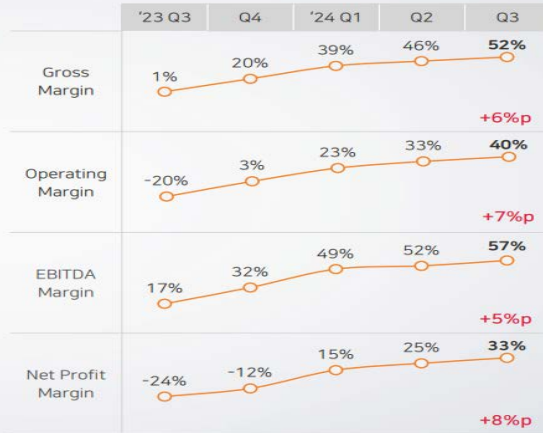 '23 Q3 Q4 '24 Q1 Q2 Q3
Gross
Margin
1% 20% 39% 46% 52%
+6%p
Operating
Margin
-20% 3% 23% 33% 40%
+7%p
EBITDA
Margin
17% 32% 49% 52% 57%
+5%p
Net Profit
Margin
-24% -12% 15% 25% 33%
+8%p